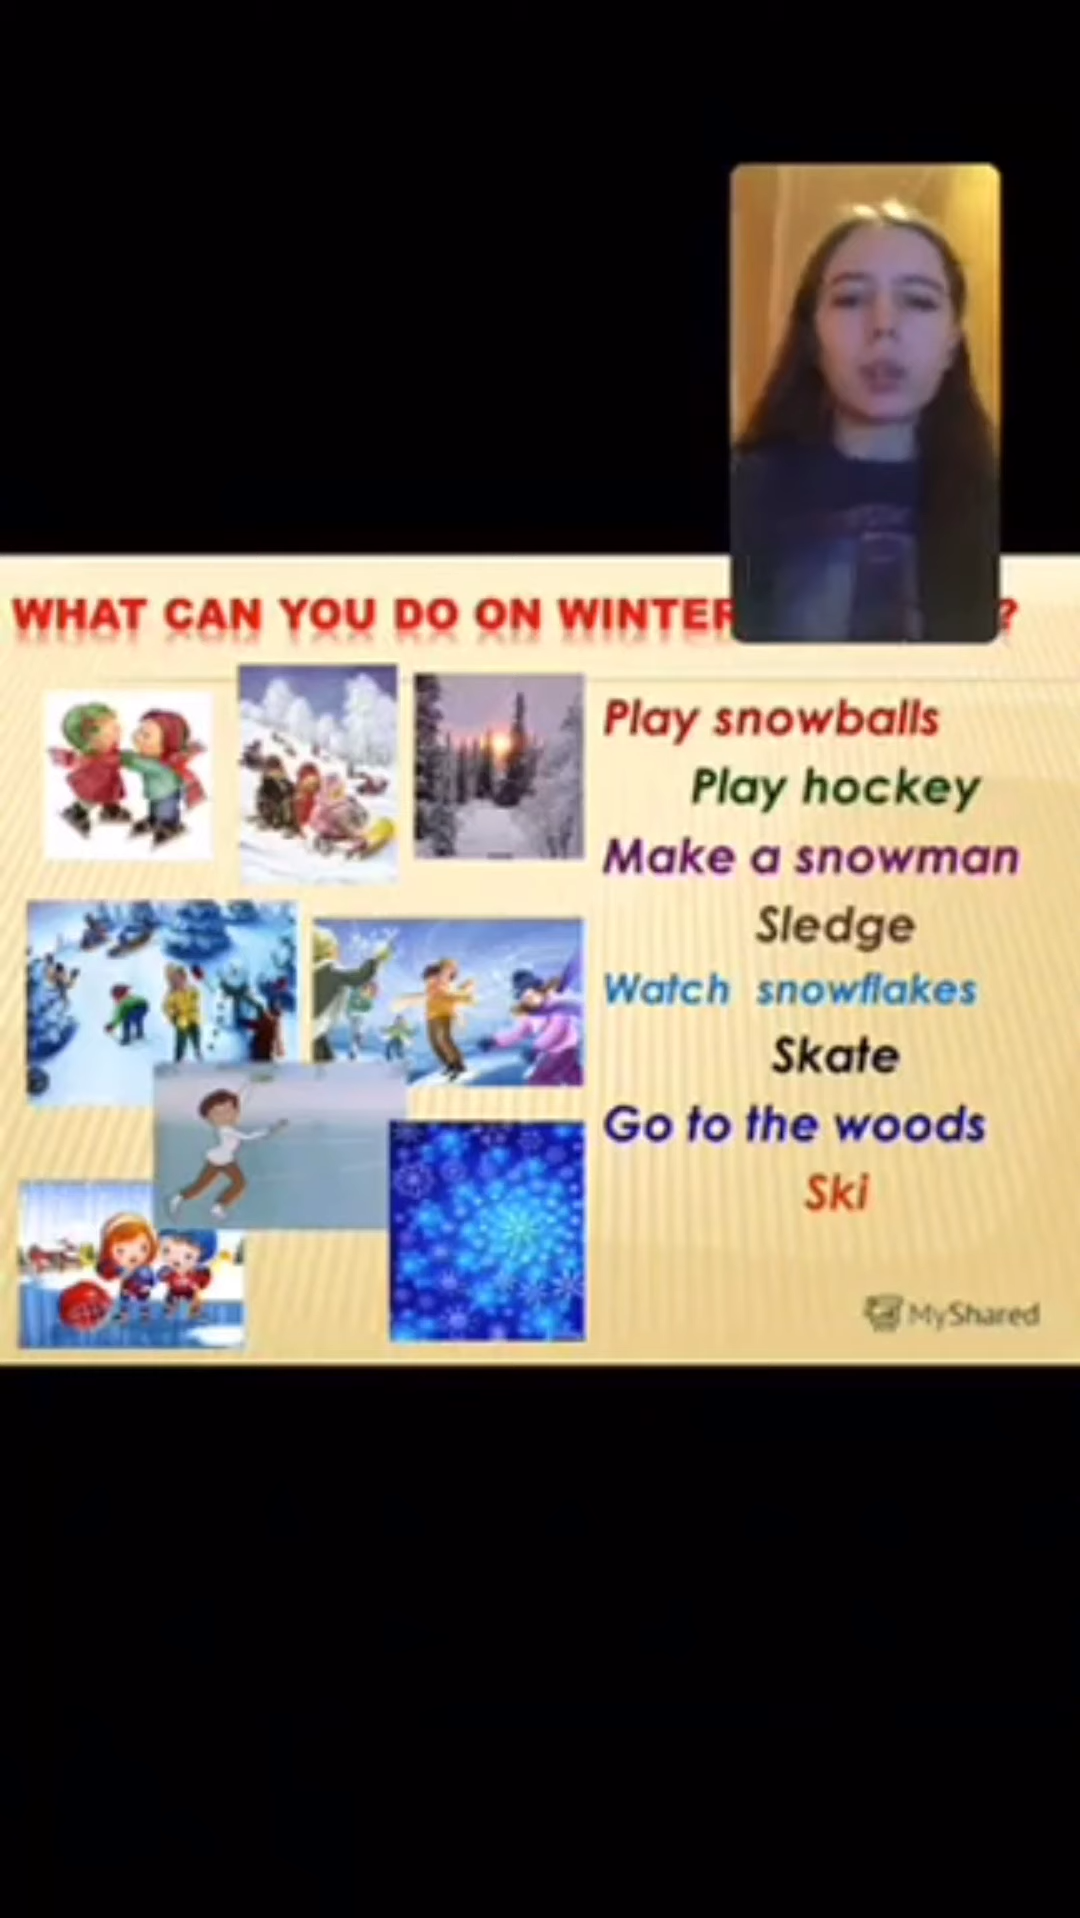 WHAT CAN YOU DO ON WINTER ?
Play snowballs
Play hockey
Make a snowman
Sledge
Watch snowflakes
Skate
Go to the woods
Ski
MyShared